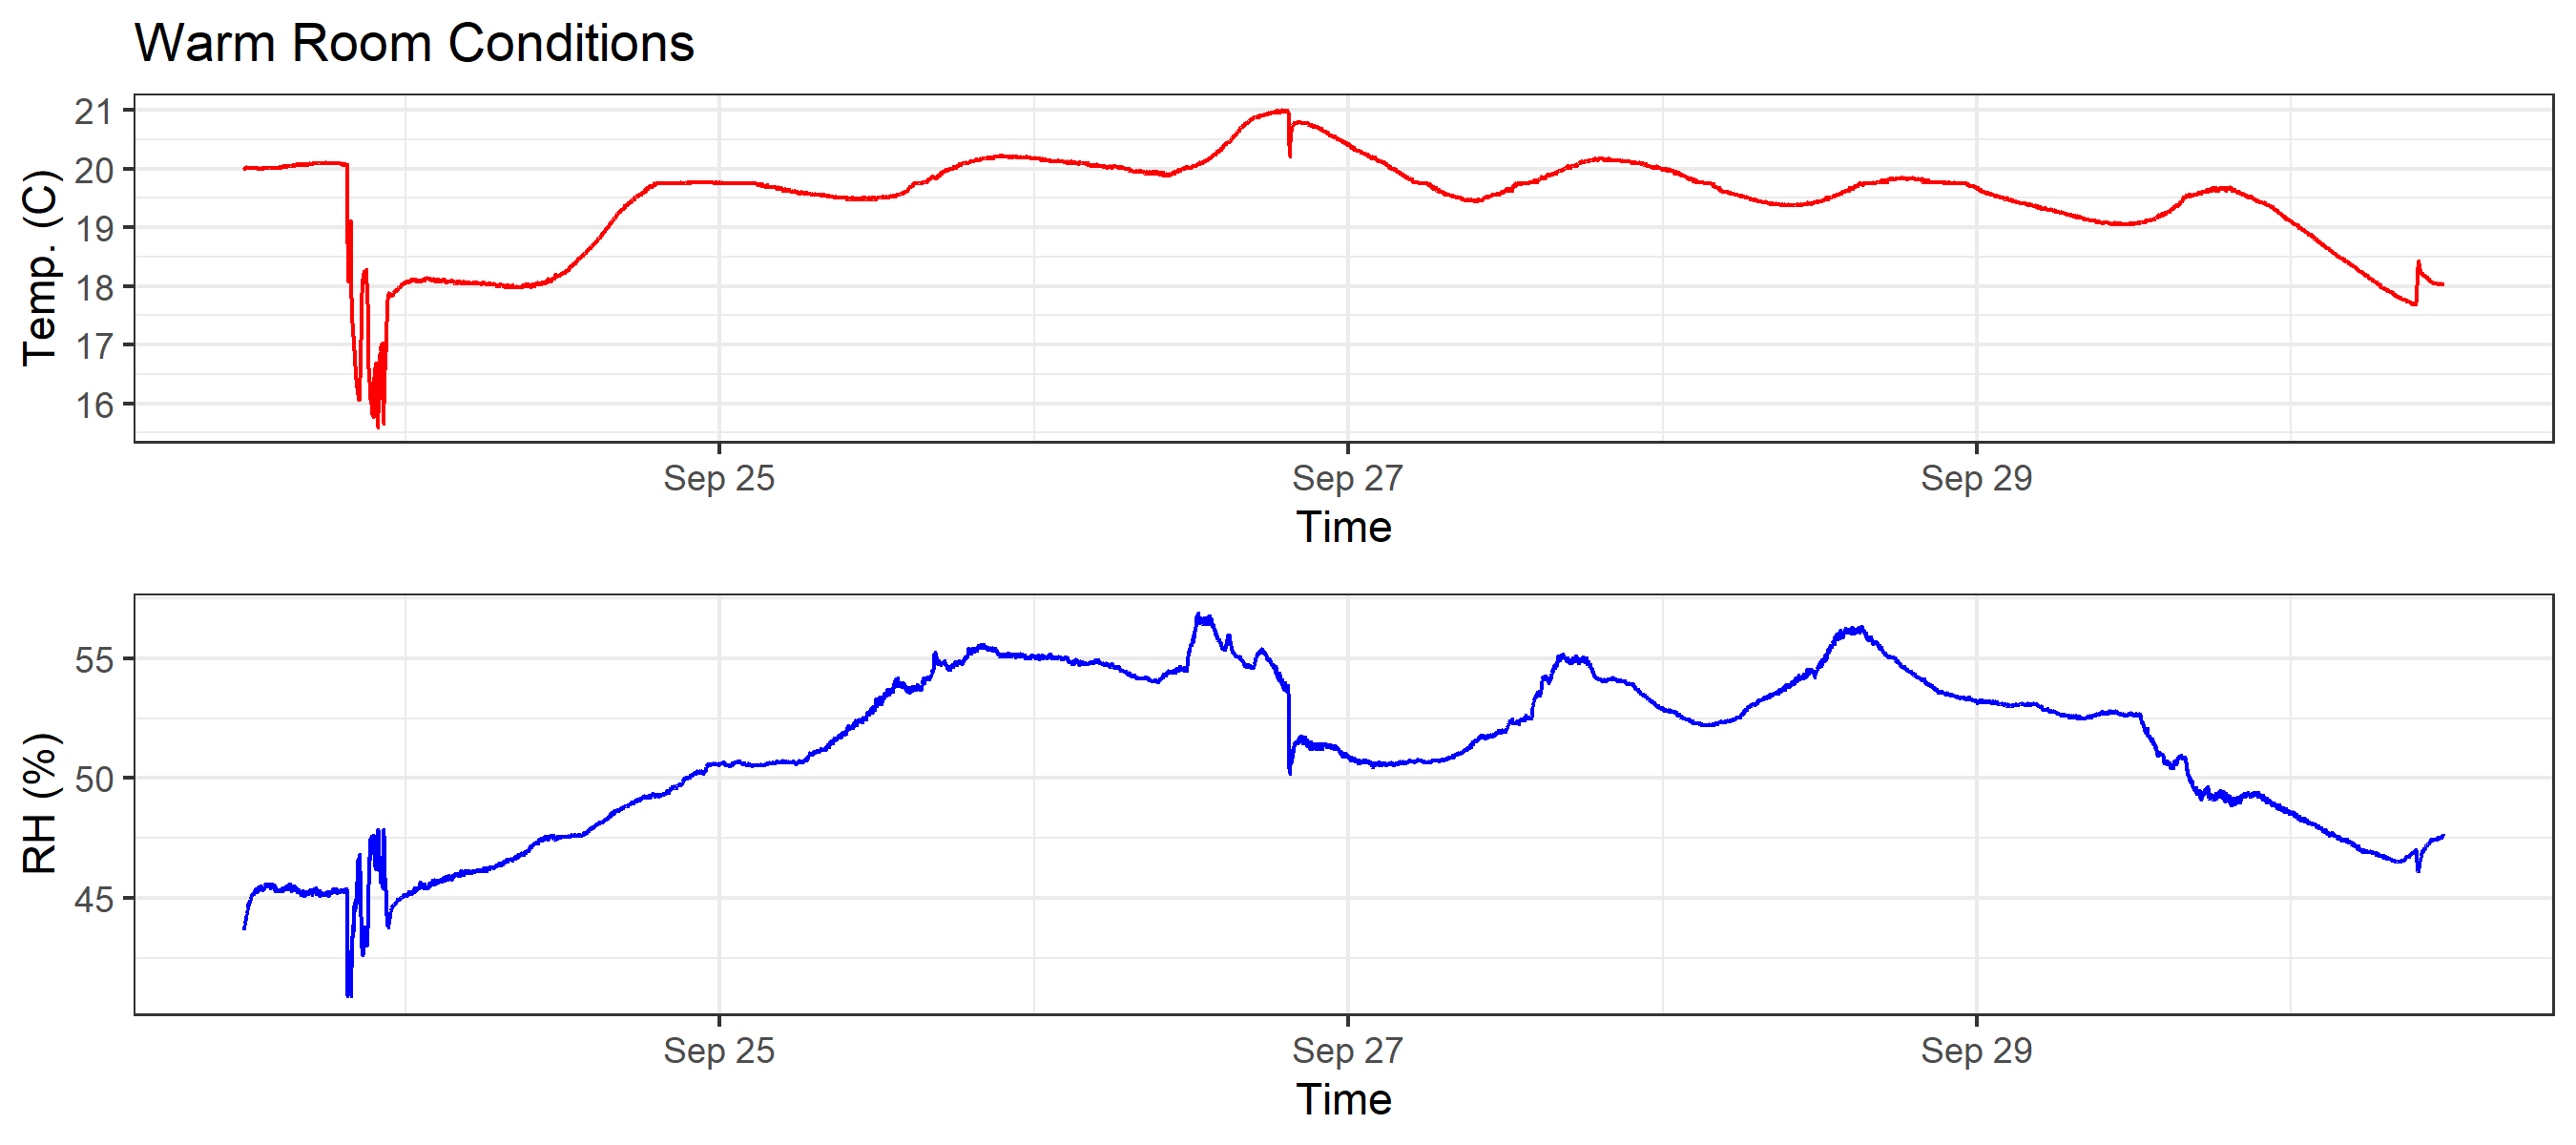 Warm Room Conditions
Temp. (C)
21
20
19
18
17
16
Sep 25
Sep 27
Sep 29
Time
RH (%)
55
50
45
Sep 25
Sep 27
Sep 29
Time